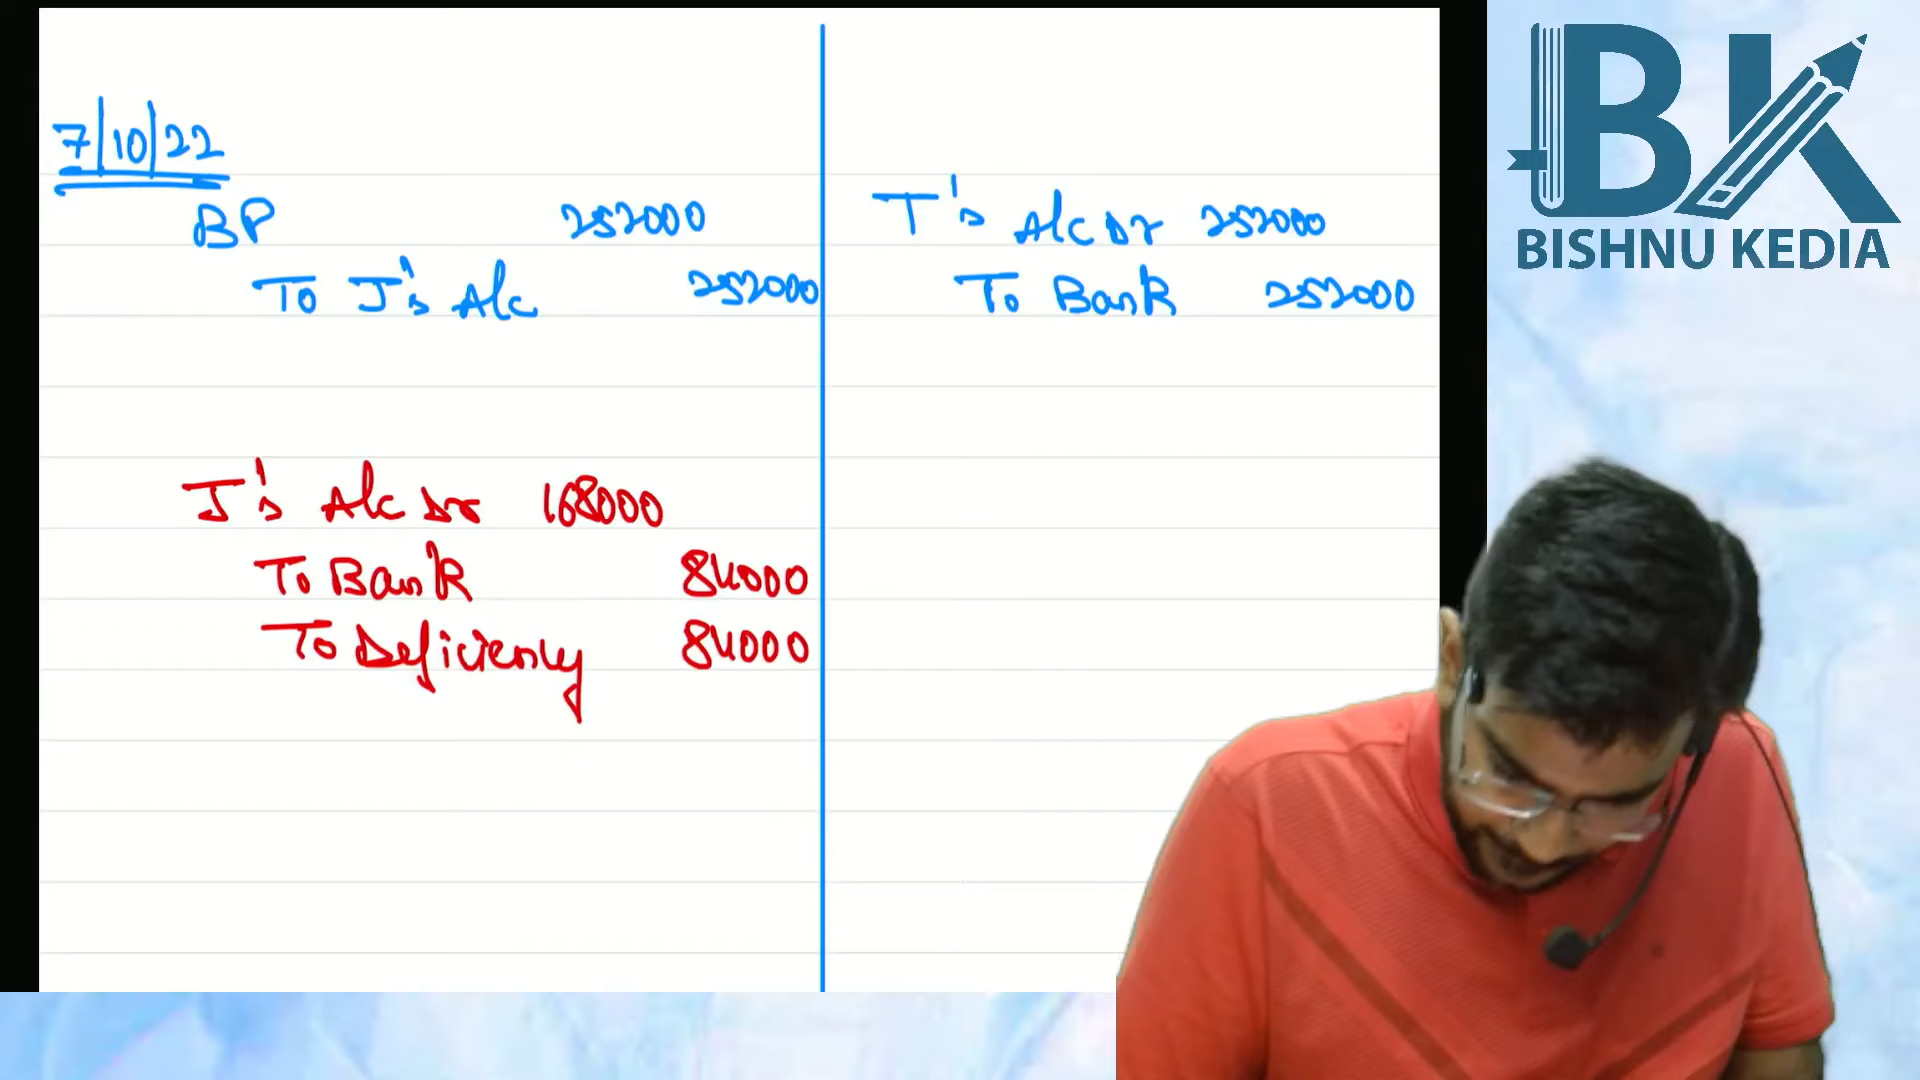 7/10/22
BP 252000
To J's A/c 252000
J's A/c Dr 168000
To Bank 84000
To Deficiency 84000
T's A/c Dr 252000
To Bank 252000
BK
BISHNU KEDIA